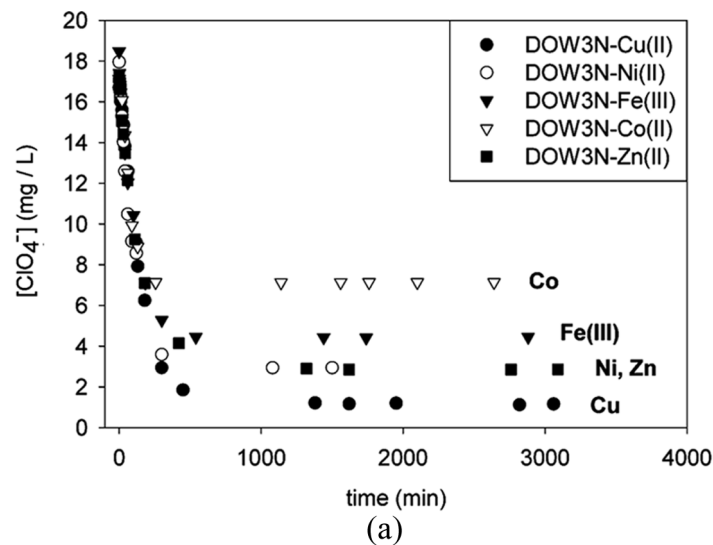 20
18
16
14
12
10
8
6
4
2
0
[ClO₄⁻] (mg / L)
DOW3N-Cu(II)
DOW3N-Ni(II)
DOW3N-Fe(III)
DOW3N-Co(II)
DOW3N-Zn(II)
Co
Fe(III)
Ni, Zn
Cu
0 1000 2000 3000 4000
time (min)
(a)